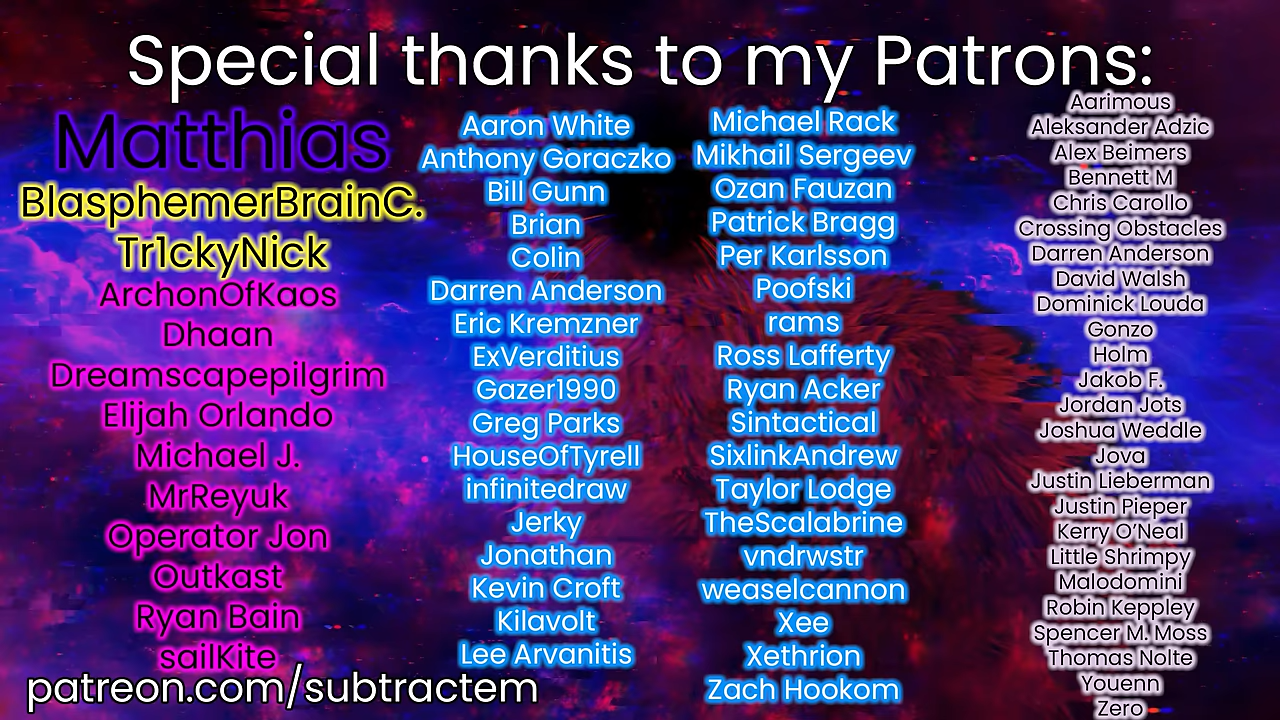 Special thanks to my Patrons:
Matthias
BlasphemerBrainC.
Tr1ckyNick
ArchonOfKaos
Dhaan
Dreamscapepilgrim
Elijah Orlando
Michael J.
MrReyuk
Operator Jon
Outkast
Ryan Bain
sailKite
patreon.com/subtractem
Aaron White
Anthony Goraczko
Bill Gunn
Brian
Colin
Darren Anderson
Eric Kremzner
ExVerditius
Gazer1990
Greg Parks
HouseOfTyrell
infinitedraw
Jerky
Jonathan
Kevin Croft
Kilavolt
Lee Arvanitis
Michael Rack
Mikhail Sergeev
Ozan Fauzan
Patrick Bragg
Per Karlsson
Poofski
rams
Ross Lafferty
Ryan Acker
Sintactical
SixlinkAndrew
Taylor Lodge
TheScalabrine
vndrwstr
weaselcannon
Xee
Xethrion
Zach Hookom
Aarimous
Aleksander Adzic
Alex Beimers
Bennett M
Chris Carollo
Crossing Obstacles
Darren Anderson
David Walsh
Dominick Louda
Gonzo
Holm
Jakob F.
Jordan Jots
Joshua Weddle
Jova
Justin Lieberman
Justin Pieper
Kerry O’Neal
Little Shrimpy
Malodomini
Robin Keppley
Spencer M. Moss
Thomas Nolte
Youenn
Zero